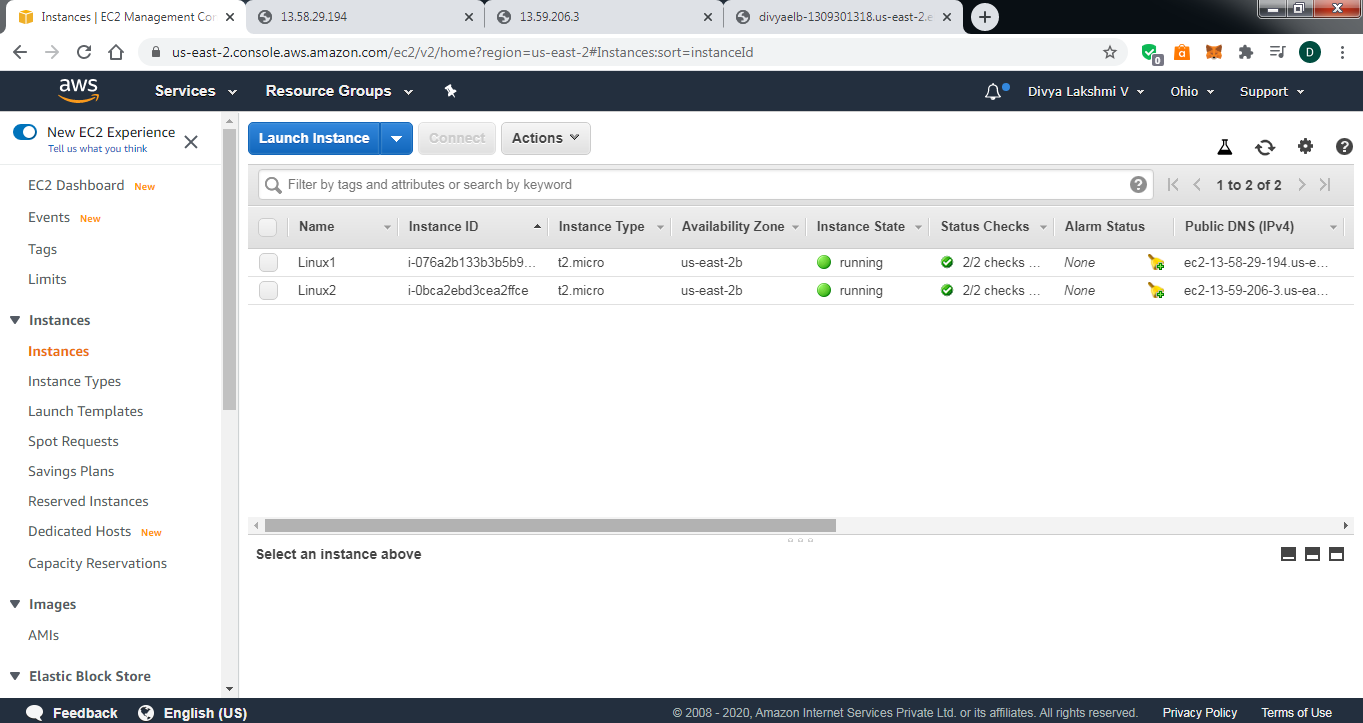 Instances | EC2 Management Cor
13.58.29.194
13.59.206.3
divyaelb-1309301318.us-east-2.e
us-east-2.console.aws.amazon.com/ec2/v2/home?region=us-east-2#Instances:sort=instanceId
0
a
D
aws
Services
Resource Groups
Divya Lakshmi V
Ohio
Support
New EC2 Experience
Tell us what you think
EC2 Dashboard New
Events New
Tags
Limits
Instances
Instances
Instance Types
Launch Templates
Spot Requests
Savings Plans
Reserved Instances
Dedicated Hosts New
Capacity Reservations
Images
AMIs
Elastic Block Store
Launch Instance
Connect
Actions
Filter by tags and attributes or search by keyword
1 to 2 of 2
Name Instance ID Instance Type Availability Zone Instance State Status Checks Alarm Status Public DNS (IPv4)
Linux1 i-076a2b133b3b5b9... t2.micro us-east-2b running 2/2 checks ... None ec2-13-58-29-194.us-e...
Linux2 i-0bca2ebd3cea2ffce t2.micro us-east-2b running 2/2 checks ... None ec2-13-59-206-3.us-ea...
Select an instance above
Feedback
English (US)
© 2008 - 2020, Amazon Internet Services Private Ltd. or its affiliates. All rights reserved.
Privacy Policy
Terms of Use